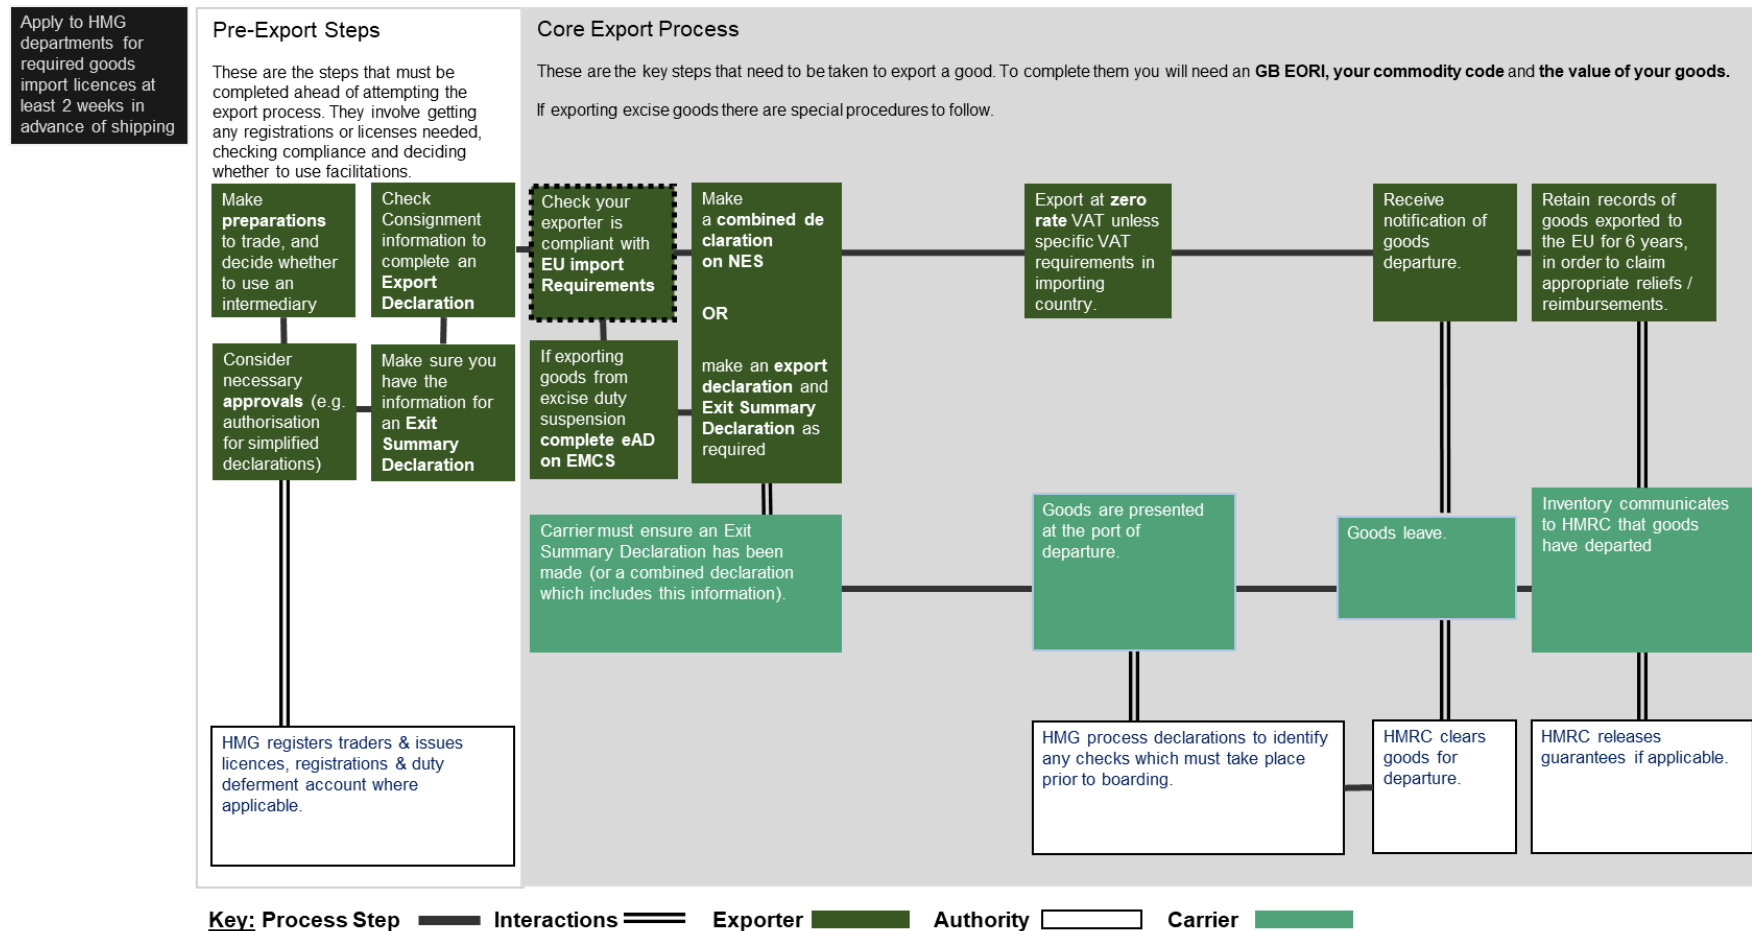 Apply to HMG
departments for
required goods
import licences at
least 2 weeks in
advance of shipping
Pre-Export Steps
These are the steps that must be
completed ahead of attempting the
export process. They involve getting
any registrations or licenses needed,
checking compliance and deciding
whether to use facilitations.
Core Export Process
These are the key steps that need to be taken to export a good. To complete them you will need an GB EORI, your commodity code and the value of your goods.
If exporting excise goods there are special procedures to follow.
Make
preparations
to trade, and
decide whether
to use an
intermediary
Check
Consignment
information to
complete an
Export
Declaration
Check your
exporter is
compliant with
EU import
Requirements
Make
a combined de
claration
on NES
OR
make an export
declaration and
Exit Summary
Declaration as
required
Export at zero
rate VAT unless
specific VAT
requirements in
importing
country.
Receive
notification of
goods
departure.
Retain records of
goods exported to
the EU for 6 years,
in order to claim
appropriate reliefs /
reimbursements.
Consider
necessary
approvals (e.g.
authorisation
for simplified
declarations)
Make sure you
have the
information for
an Exit
Summary
Declaration
If exporting
goods from
excise duty
suspension
complete eAD
on EMCS
Carrier must ensure an Exit
Summary Declaration has been
made (or a combined declaration
which includes this information).
Goods are presented
at the port of
departure.
Goods leave.
Inventory communicates
to HMRC that goods
have departed
HMG registers traders & issues
licences, registrations & duty
deferment account where
applicable.
HMG process declarations to identify
any checks which must take place
prior to boarding.
HMRC clears
goods for
departure.
HMRC releases
guarantees if applicable.
Key: Process Step Interactions Exporter Authority Carrier